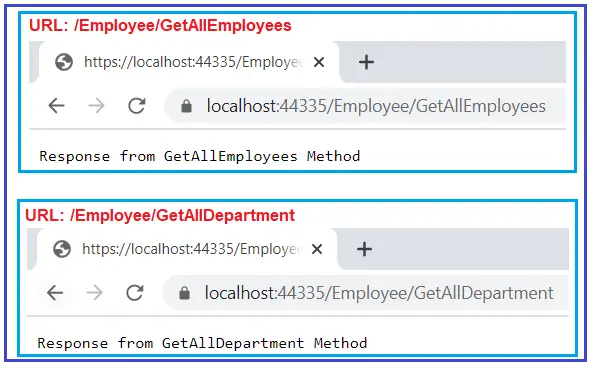 URL: /Employee/GetAllEmployees
https://localhost:44335/Employe
localhost:44335/Employee/GetAllEmployees
Response from GetAllEmployees Method
URL: /Employee/GetAllDepartment
https://localhost:44335/Employe
localhost:44335/Employee/GetAllDepartment
Response from GetAllDepartment Method